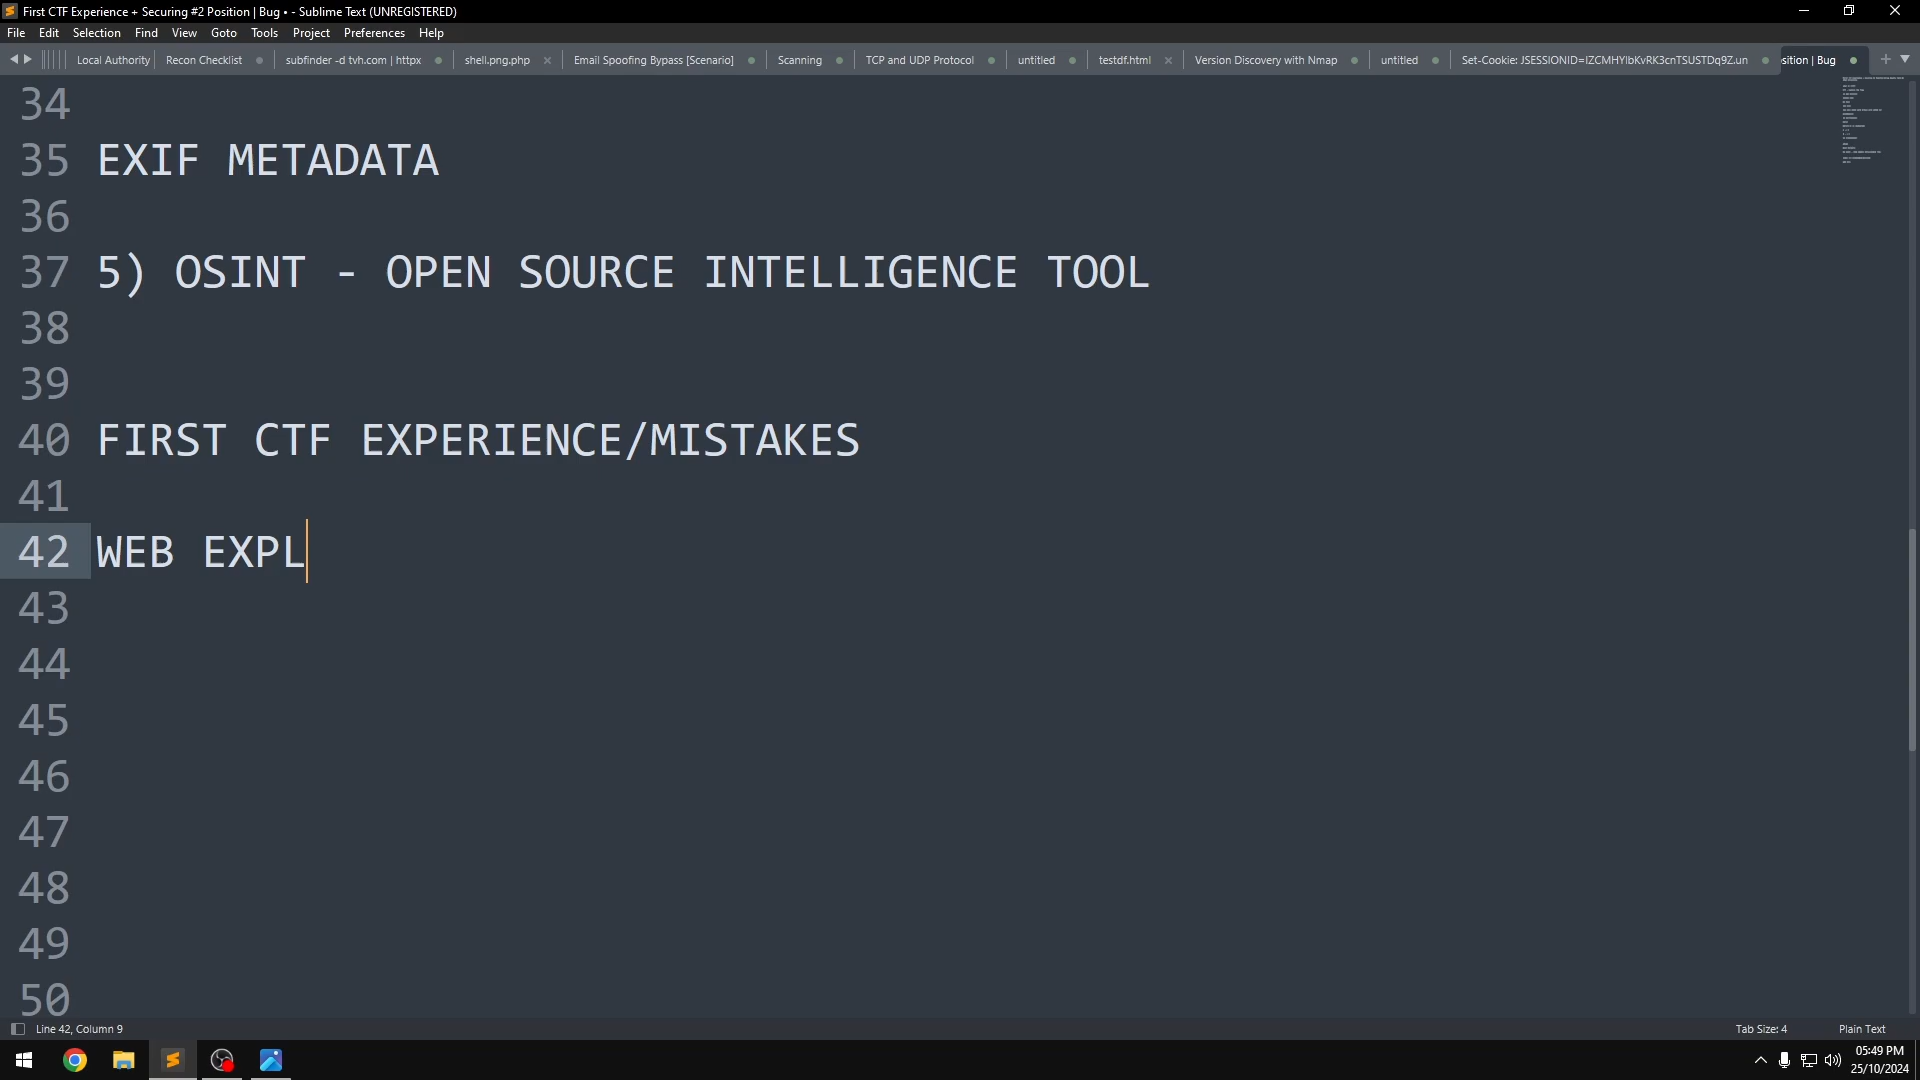 First CTF Experience + Securing #2 Position | Bug • - Sublime Text (UNREGISTERED)
File Edit Selection Find View Goto Tools Project Preferences Help
Local Authority Recon Checklist subfinder -d tvh.com | httpx shell.png.php Email Spoofing Bypass [Scenario] Scanning TCP and UDP Protocol untitled testdf.html Version Discovery with Nmap untitled Set-Cookie: JSESSIONID=IZCMHYlbKvRK3cnTSUSTDq9Z.un sition | Bug
34
35 EXIF METADATA
36
37 5) OSINT - OPEN SOURCE INTELLIGENCE TOOL
38
39
40 FIRST CTF EXPERIENCE/MISTAKES
41
42 WEB EXPL
43
44
45
46
47
48
49
50
Line 42, Column 9 Tab Size: 4 Plain Text
05:49 PM
25/10/2024